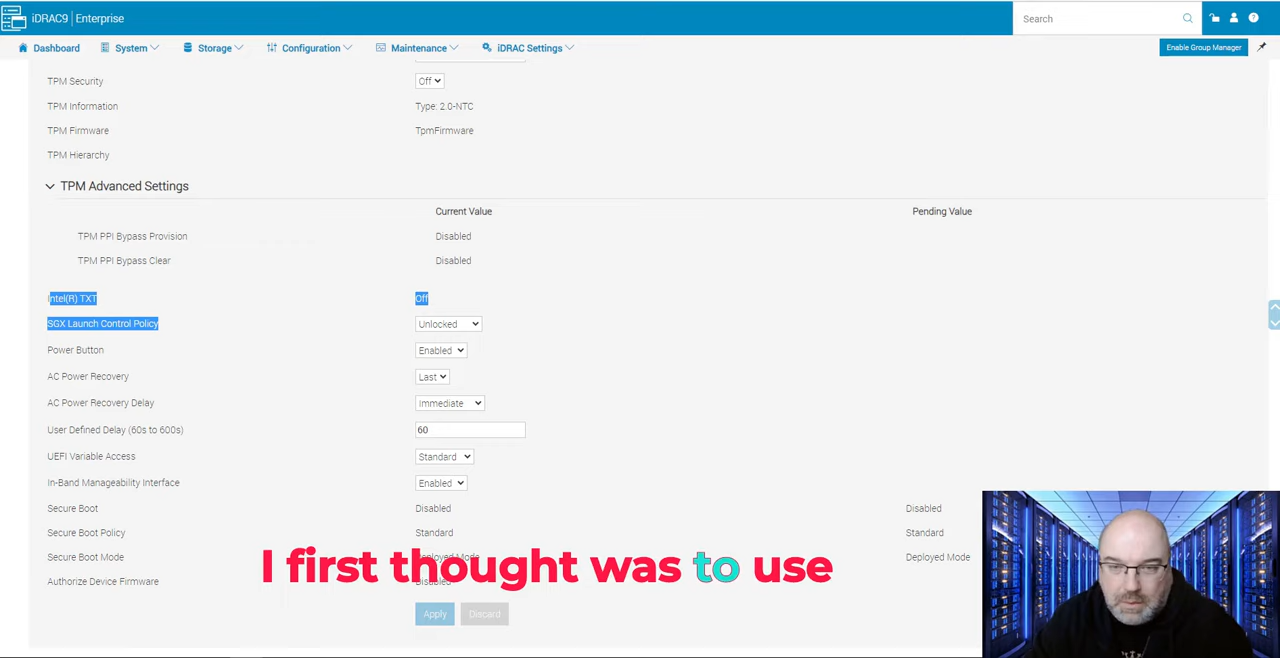 iDRAC9 | Enterprise
Search
Dashboard System Storage Configuration Maintenance iDRAC Settings Enable Group Manager
TPM Security Off
TPM Information Type: 2.0-NTC
TPM Firmware TpmFirmware
TPM Hierarchy
TPM Advanced Settings
Current Value Pending Value
TPM PPI Bypass Provision Disabled
TPM PPI Bypass Clear Disabled
Intel(R) TXT Off
SGX Launch Control Policy Unlocked
Power Button Enabled
AC Power Recovery Last
AC Power Recovery Delay Immediate
User Defined Delay (60s to 600s) 60
UEFI Variable Access Standard
In-Band Manageability Interface Enabled
Secure Boot Disabled Disabled
Secure Boot Policy Standard Standard
Secure Boot Mode Deployed Mode Deployed Mode
I first thought was to use
Authorize Device Firmware Disabled
Apply Discard